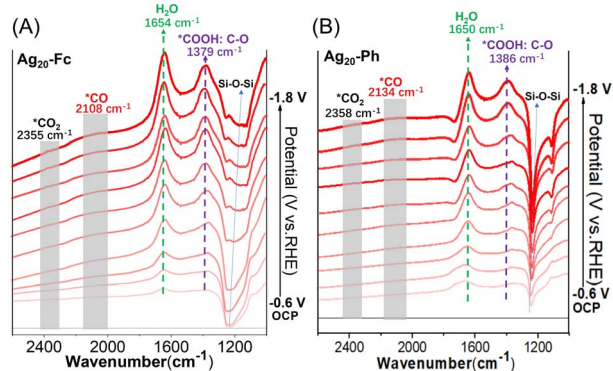 (A)
Ag20-Fc
H2O
1654 cm-1
*COOH: C-O
1379 cm-1
Si-O-Si
*CO
2108 cm-1
*CO2
2355 cm-1
-1.8 V
Potential (V vs.RHE)
-0.6 V
OCP
2600 2400 2000 1600 1200
Wavenumber(cm-1)
(B)
Ag20-Ph
H2O
1650 cm-1
*COOH: C-O
1386 cm-1
Si-O-Si
*CO
2134 cm-1
*CO2
2358 cm-1
-1.8 V
Potential (V vs.RHE)
-0.6 V
OCP
2600 2400 2000 1600 1200
Wavenumber(cm-1)